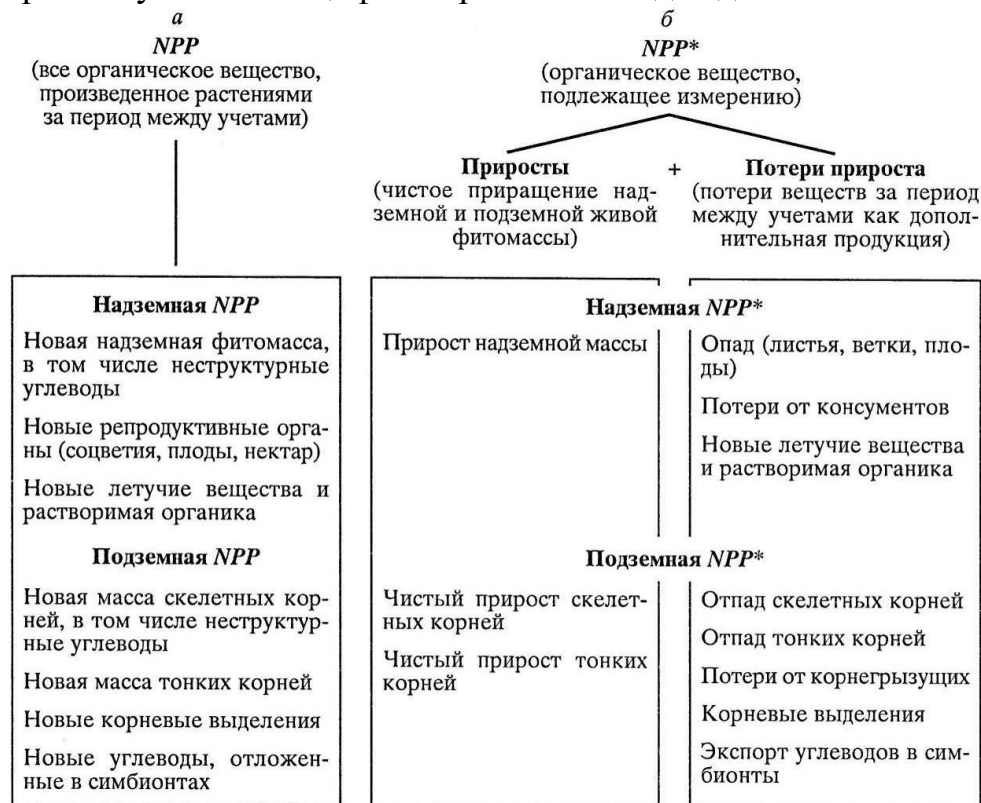 а
NPP
(все органическое вещество,
произведенное растениями
за период между учетами)
б
NPP*
(органическое вещество,
подлежащее измерению)
Приросты
(чистое приращение над-
земной и подземной живой
фитомассы)
+
Потери прироста
(потери веществ за период
между учетами как допол-
нительная продукция)
Надземная NPP
Новая надземная фитомасса,
в том числе неструктурные
углеводы
Новые репродуктивные орга-
ны (соцветия, плоды, нектар)
Новые летучие вещества и
растворимая органика
Подземная NPP
Новая масса скелетных кор-
ней, в том числе неструктур-
ные углеводы
Новая масса тонких корней
Новые корневые выделения
Новые углеводы, отложен-
ные в симбионтах
Надземная NPP*
Прирост надземной массы
Опад (листья, ветки, пло-
ды)
Потери от консументов
Новые летучие вещества
и растворимая органика
Подземная NPP*
Чистый прирост скелет-
ных корней
Чистый прирост тонких
корней
Отпад скелетных корней
Отпад тонких корней
Потери от корнегрызущих
Корневые выделения
Экспорт углеводов в сим-
бионты